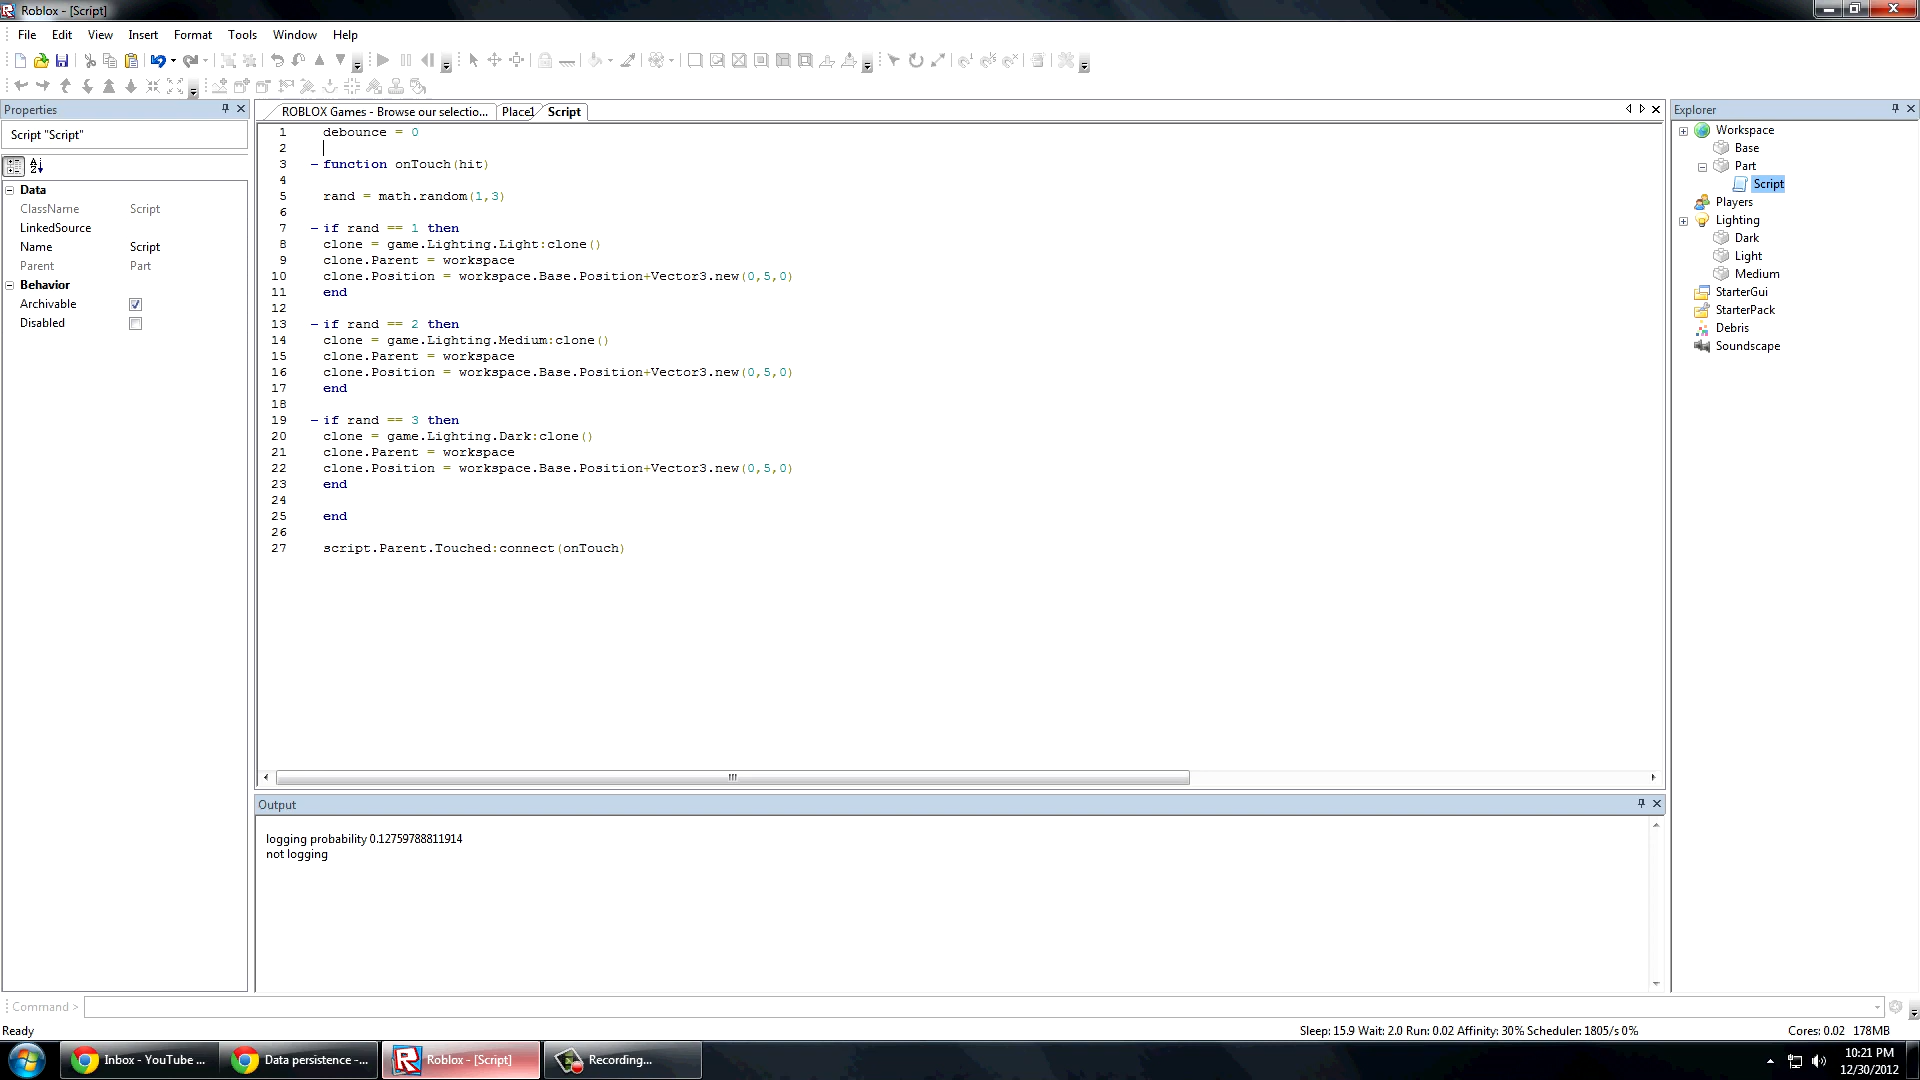 Roblox - [Script]
File Edit View Insert Format Tools Window Help
Properties
Script "Script"
Data
ClassName Script
LinkedSource
Name Script
Parent Part
Behavior
Archivable
Disabled
ROBLOX Games - Browse our selectio... Place1 Script
1 debounce = 0
2
3 function onTouch(hit)
4
5 rand = math.random(1,3)
6
7 if rand == 1 then
8 clone = game.Lighting.Light:clone()
9 clone.Parent = workspace
10 clone.Position = workspace.Base.Position+Vector3.new(0,5,0)
11 end
12
13 if rand == 2 then
14 clone = game.Lighting.Medium:clone()
15 clone.Parent = workspace
16 clone.Position = workspace.Base.Position+Vector3.new(0,5,0)
17 end
18
19 if rand == 3 then
20 clone = game.Lighting.Dark:clone()
21 clone.Parent = workspace
22 clone.Position = workspace.Base.Position+Vector3.new(0,5,0)
23 end
24
25 end
26
27 script.Parent.Touched:connect(onTouch)
Output
logging probability 0.12759788811914
not logging
Explorer
Workspace
Base
Part
Script
Players
Lighting
Dark
Light
Medium
StarterGui
StarterPack
Debris
Soundscape
Command >
Ready
Sleep: 15.9 Wait: 2.0 Run: 0.02 Affinity: 30% Scheduler: 1805/s 0%
Cores: 0.02 178MB
Inbox - YouTube ...
Data persistence -...
Roblox - [Script]
Recording...
10:21 PM
12/30/2012